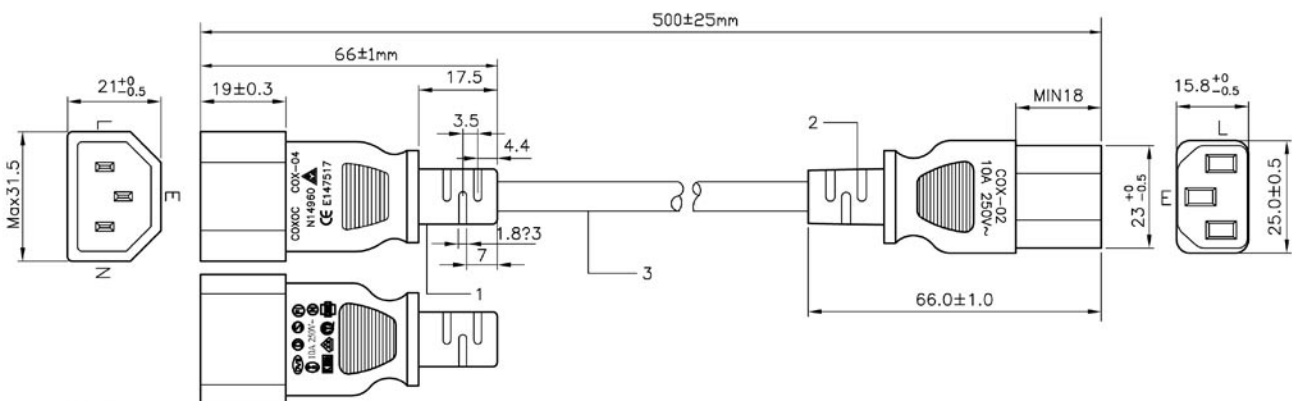 500±25mm
66±1mm
21+0-0.5
19±0.3
17.5
MIN18
15.8+0-0.5
3.5
4.4
2
L
L
Max31.5
E
N
COXOC COX-04
N14960
CE E147517
COX-02
10A 250V~
23+0-0.5
E
25.0±0.5
1.8?3
7
3
1
66.0±1.0
10A 250V~